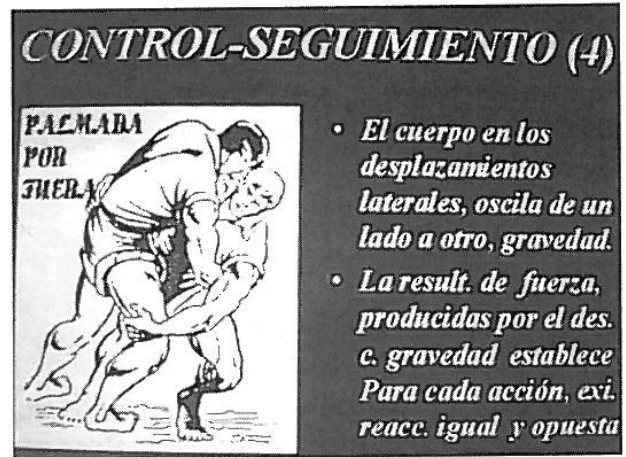 CONTROL-SEGUIMIENTO (4)
PALMADA
POR
FUERA
• El cuerpo en los
desplazamientos
laterales, oscila de un
lado a otro, gravedad.
• La result. de fuerza,
producidas por el des.
c. gravedad establece
Para cada acción, exi.
reacc. igual y opuesta